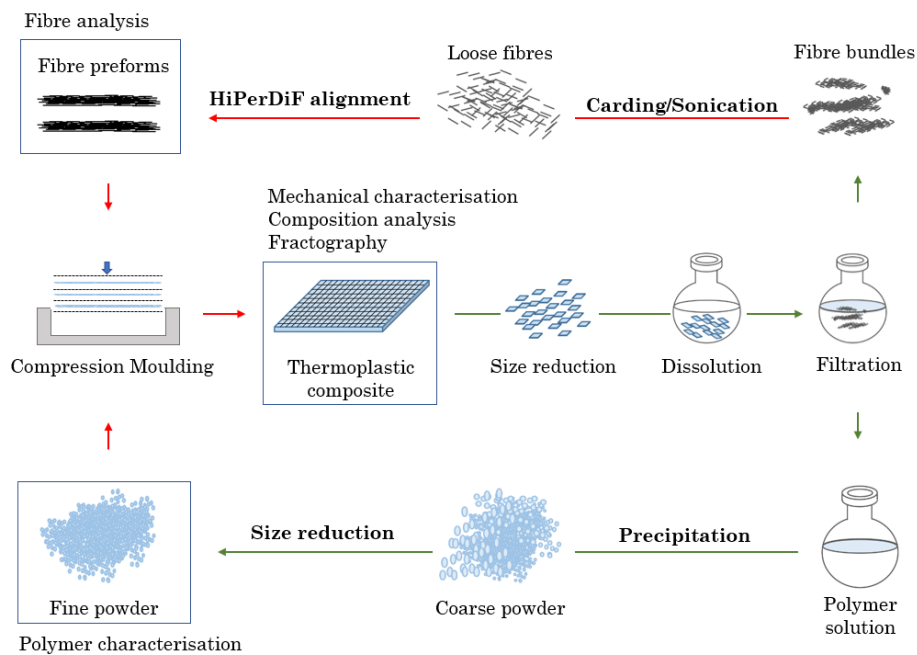 Fibre analysis
Fibre preforms
HiPerDiF alignment
Loose fibres
Carding/Sonication
Fibre bundles
Mechanical characterisation
Composition analysis
Fractography
Compression Moulding
Thermoplastic
composite
Size reduction
Dissolution
Filtration
Fine powder
Polymer characterisation
Size reduction
Coarse powder
Precipitation
Polymer
solution